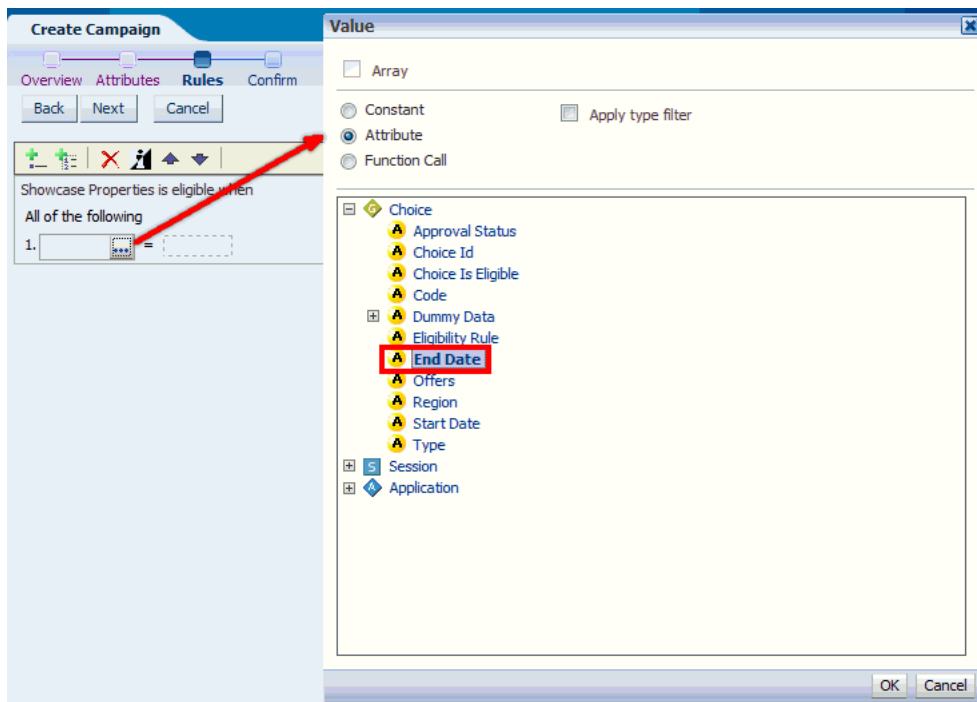 Create Campaign
Overview Attributes Rules Confirm
Back Next Cancel
Showcase Properties is eligible when
All of the following
1. ... =
Value
Array
Constant
Apply type filter
Attribute
Function Call
Choice
A Approval Status
A Choice Id
A Choice Is Eligible
A Code
A Dummy Data
A Eligibility Rule
A End Date
A Offers
A Region
A Start Date
A Type
S Session
A Application
OK Cancel